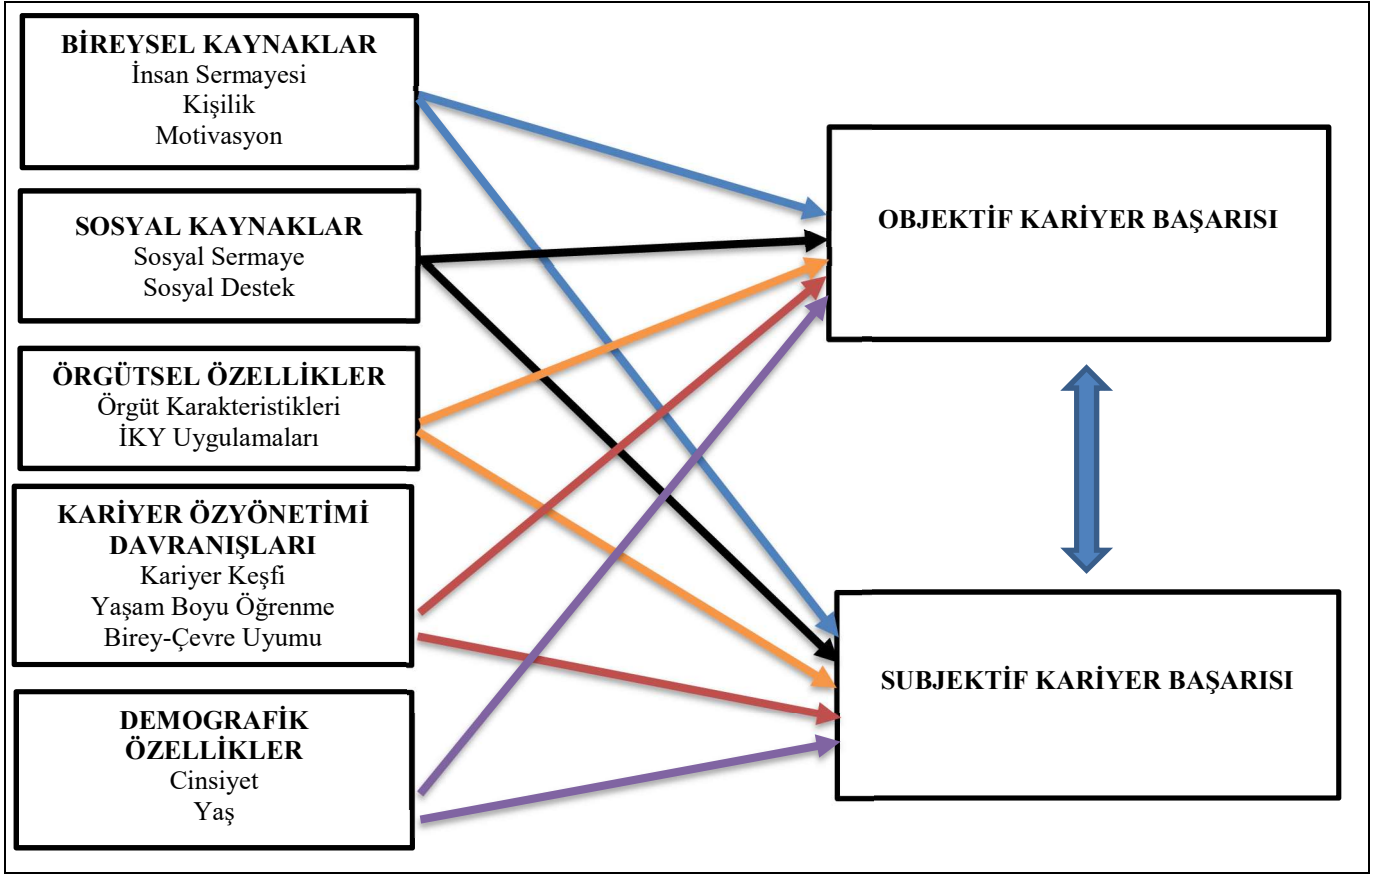 BİREYSEL KAYNAKLAR
İnsan Sermayesi
Kişilik
Motivasyon
SOSYAL KAYNAKLAR
Sosyal Sermaye
Sosyal Destek
ÖRGÜTSEL ÖZELLİKLER
Örgüt Karakteristikleri
İKY Uygulamaları
KARİYER ÖZYÖNETİMİ
DAVRANIŞLARI
Kariyer Keşfi
Yaşam Boyu Öğrenme
Birey-Çevre Uyumu
DEMOGRAFİK
ÖZELLİKLER
Cinsiyet
Yaş
OBJEKTİF KARİYER BAŞARISI
SUBJEKTİF KARİYER BAŞARISI